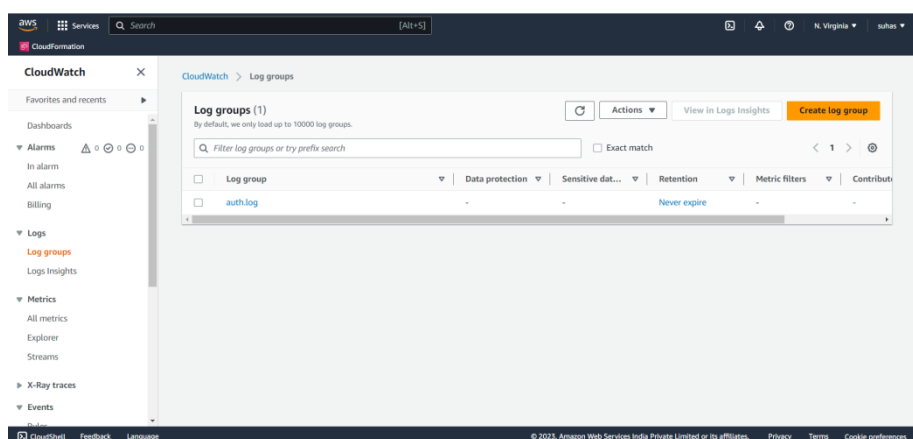 aws Services Search [Alt+S] N. Virginia suhas
CloudFormation
CloudWatch
Favorites and recents
Dashboards
Alarms 0 0 0
In alarm
All alarms
Billing
Logs
Log groups
Logs Insights
Metrics
All metrics
Explorer
Streams
X-Ray traces
Events
CloudWatch > Log groups
Log groups (1)
By default, we only load up to 10000 log groups.
Actions View in Logs Insights Create log group
Filter log groups or try prefix search Exact match 1
Log group Data protection Sensitive dat... Retention Metric filters Contribut
auth.log - - Never expire - -
CloudShell Feedback Language © 2023, Amazon Web Services India Private Limited or its affiliates. Privacy Terms Cookie preferences